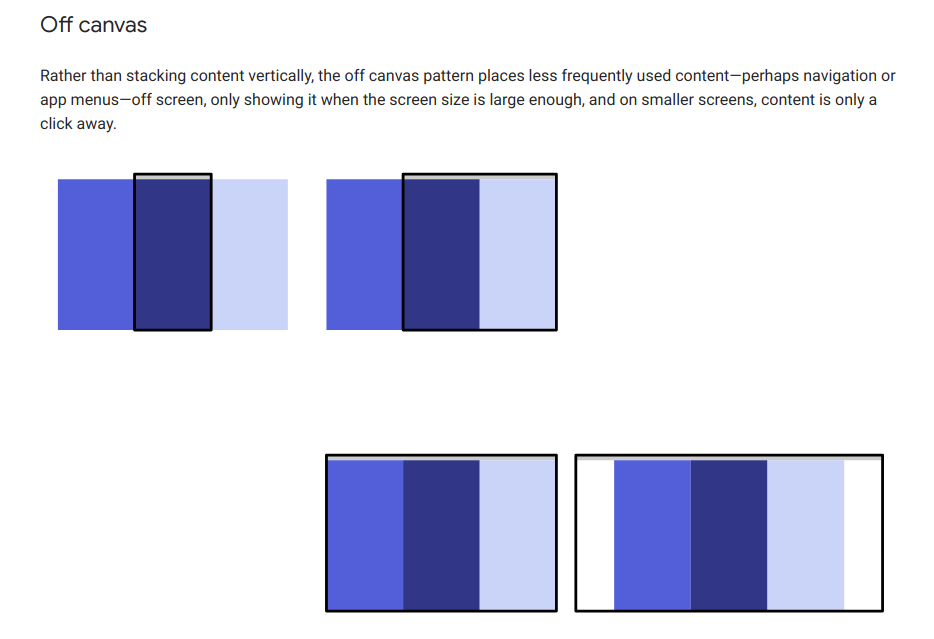 Off canvas
Rather than stacking content vertically, the off canvas pattern places less frequently used content—perhaps navigation or
app menus—off screen, only showing it when the screen size is large enough, and on smaller screens, content is only a
click away.